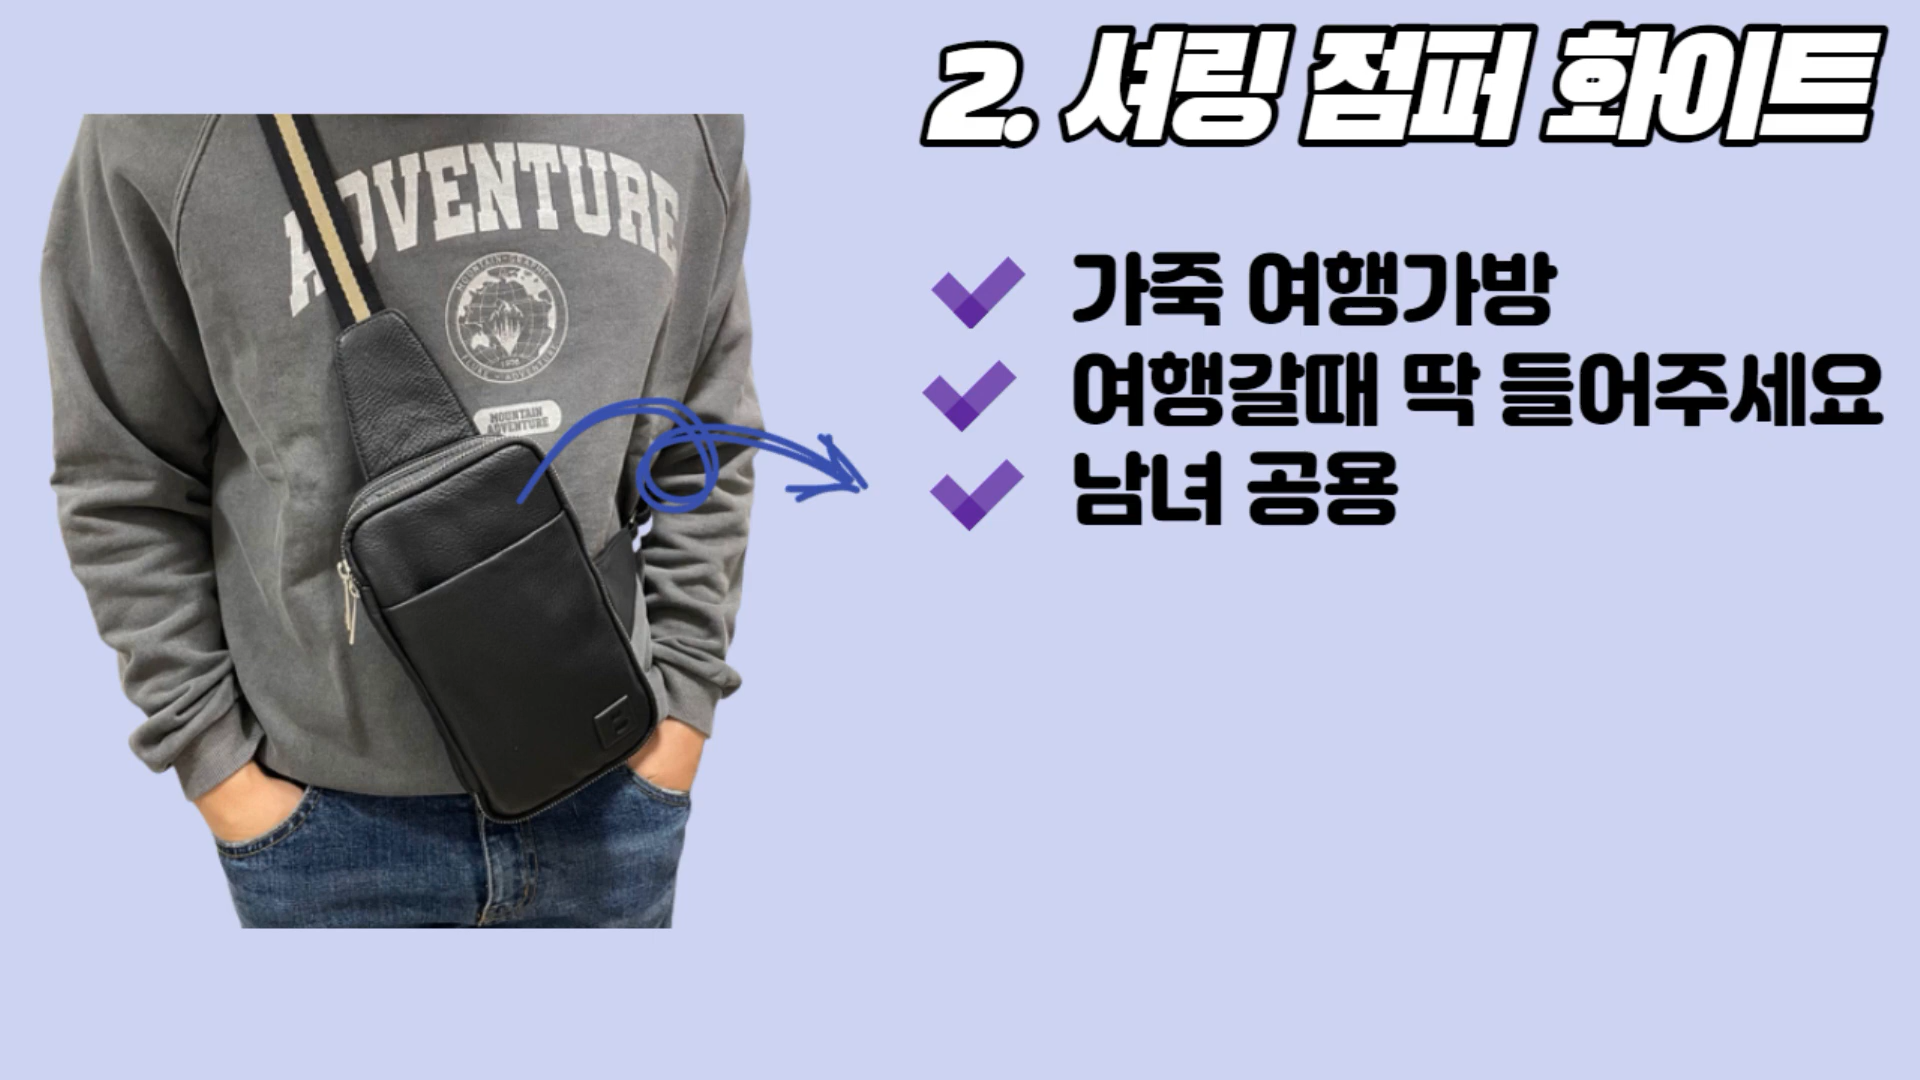 2. 셔링 점퍼 화이트
가죽 여행가방
여행갈때 딱 들어주세요
남녀 공용
ADVENTURE
MOUNTAIN
ADVENTURE